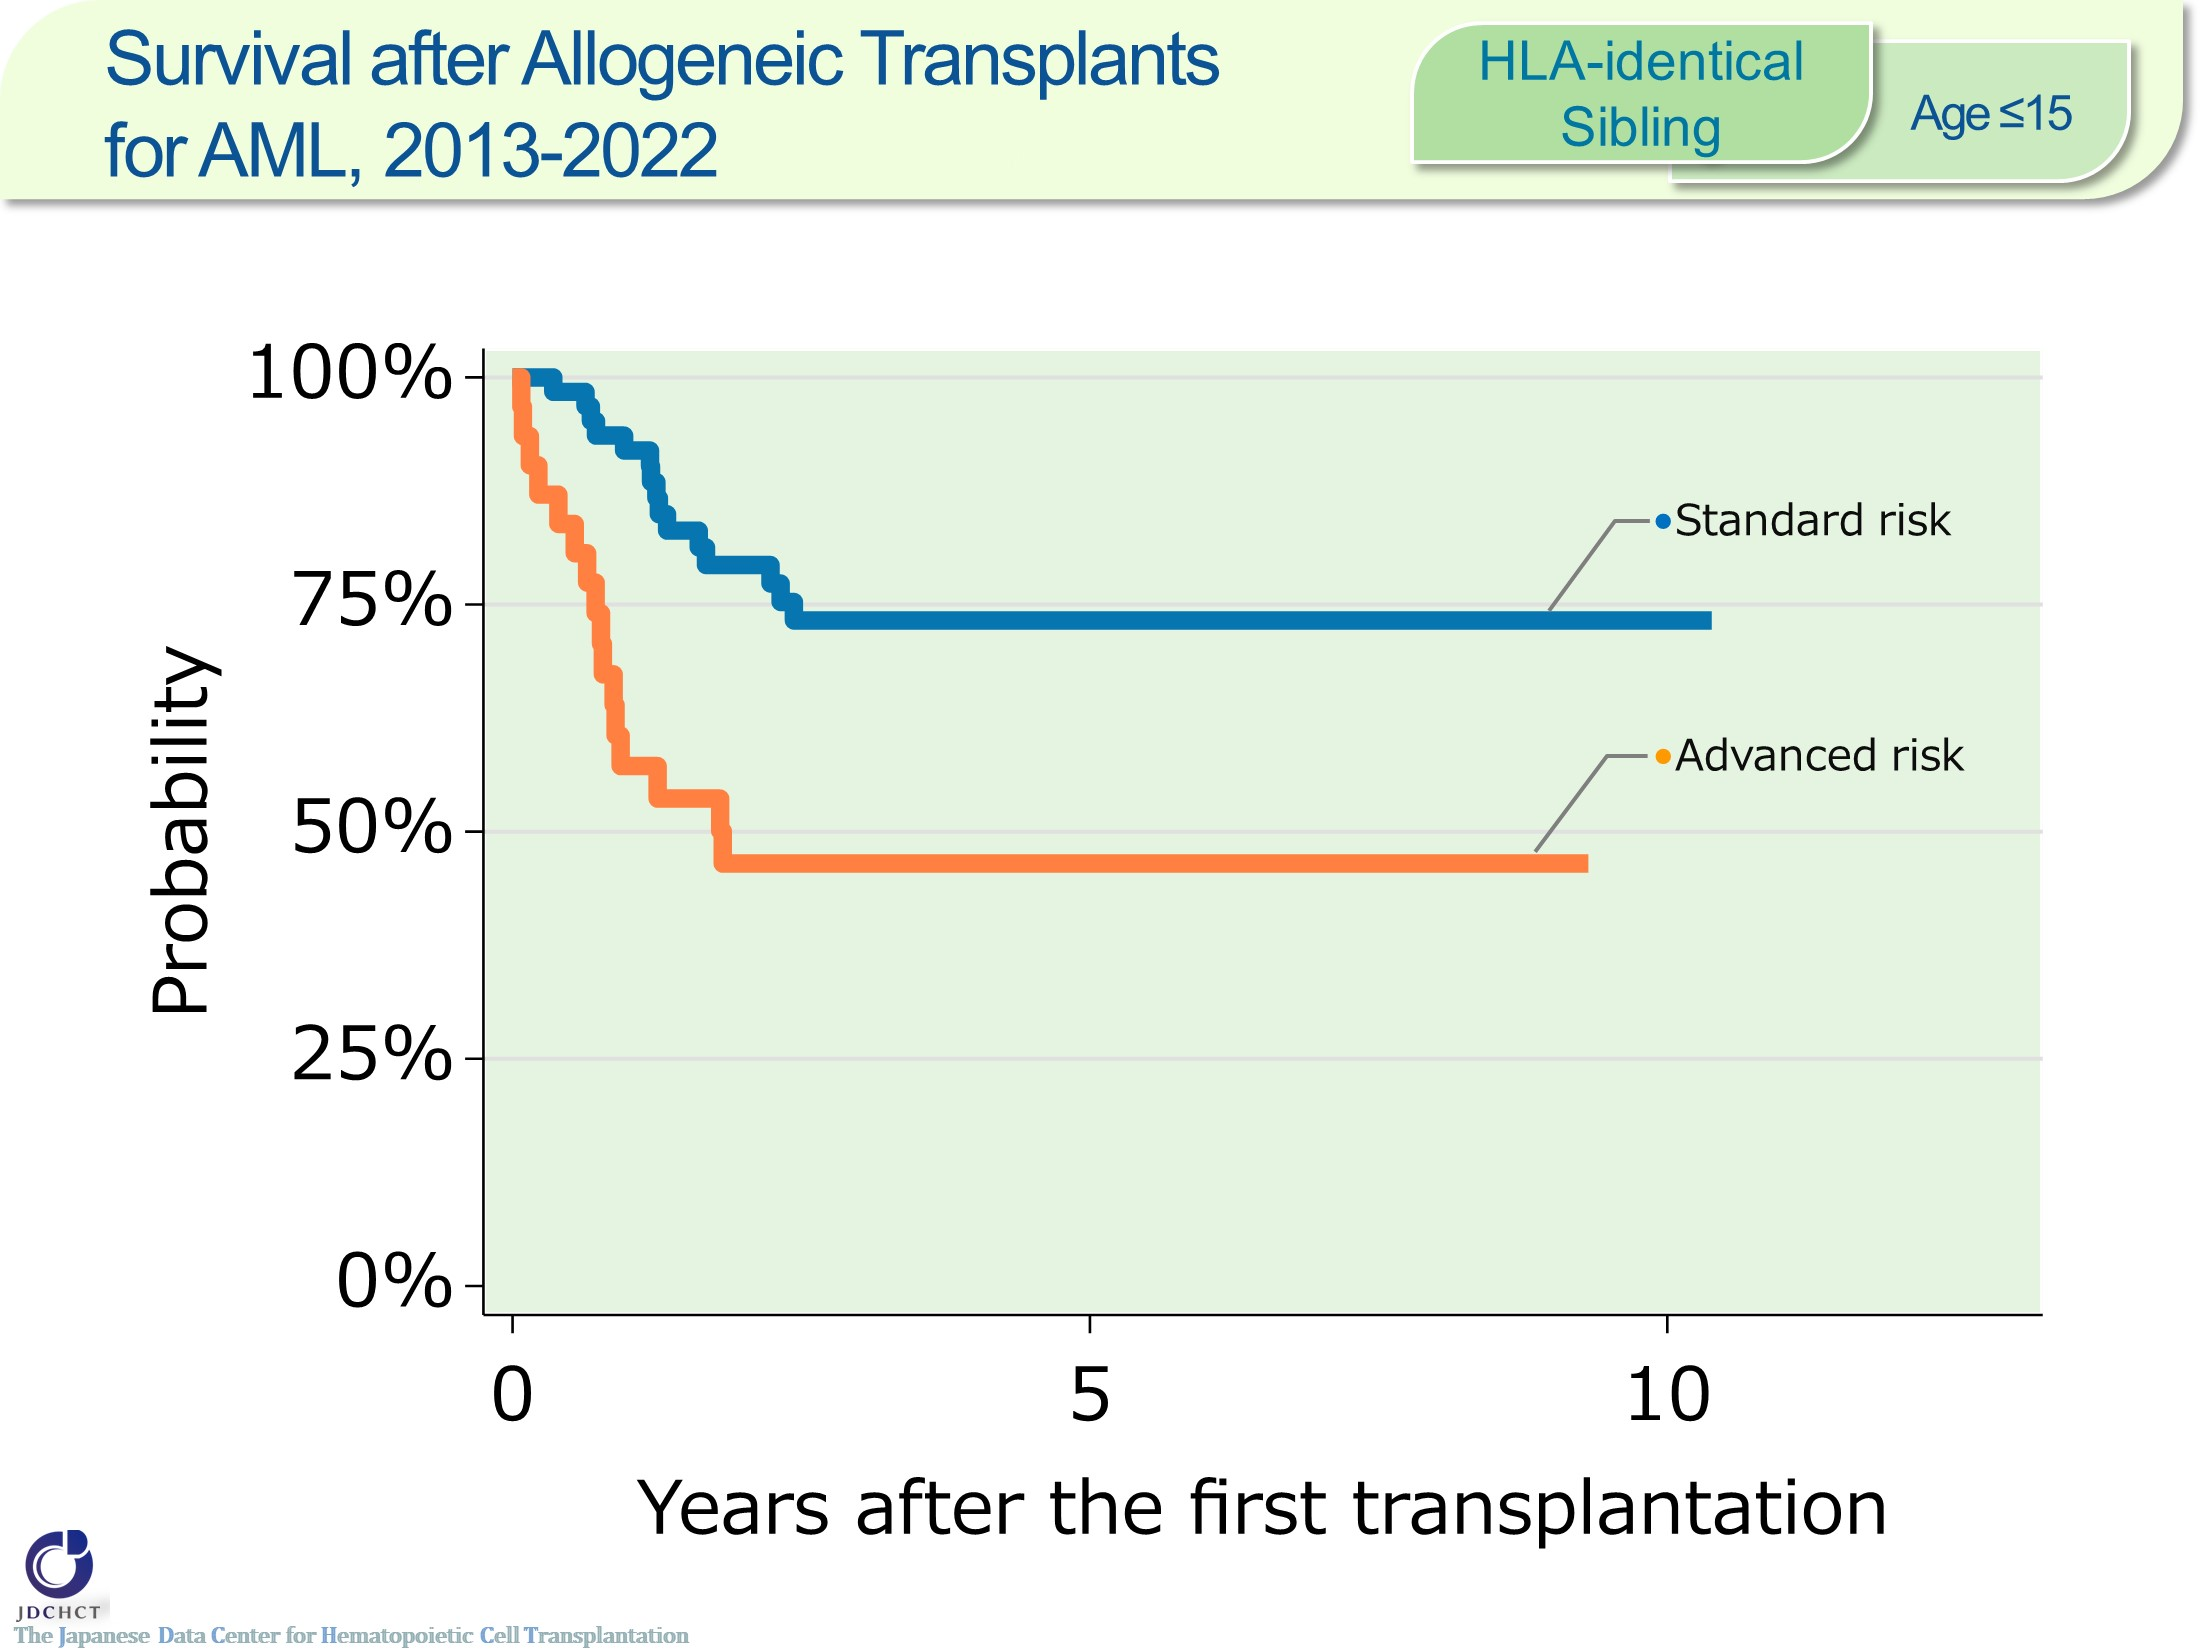 Survival after Allogeneic Transplants
for AML, 2013-2022
HLA-identical
Sibling
Age ≤15
100%
75%
50%
25%
0%
Probability
Standard risk
Advanced risk
0
5
10
Years after the first transplantation
JDCHCT
The Japanese Data Center for Hematopoietic Cell Transplantation